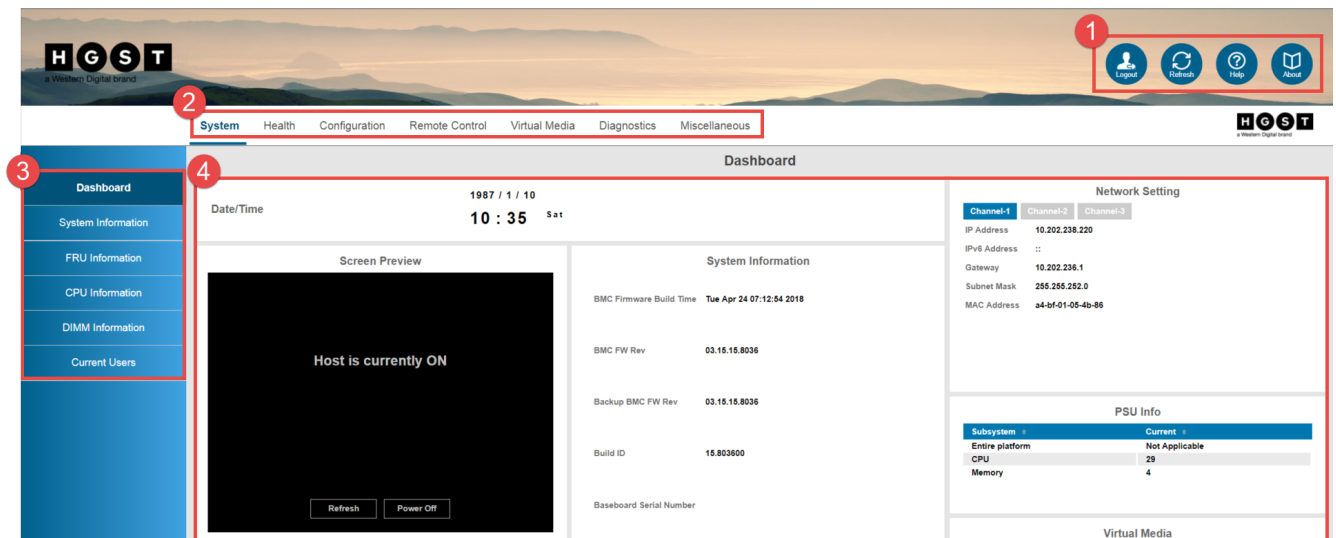 HGST
a Western Digital brand
1
Logout Refresh Help About
2
System Health Configuration Remote Control Virtual Media Diagnostics Miscellaneous
HGST
a Western Digital brand
3
Dashboard
System Information
FRU Information
CPU Information
DIMM Information
Current Users
4
Dashboard
Date/Time
1987 / 1 / 10
10 : 35 Sat
Screen Preview
Host is currently ON
Refresh Power Off
System Information
BMC Firmware Build Time Tue Apr 24 07:12:54 2018
BMC FW Rev 03.15.15.8036
Backup BMC FW Rev 03.15.15.8036
Build ID 15.803600
Baseboard Serial Number
Network Setting
Channel-1 Channel-2 Channel-3
IP Address 10.202.238.220
IPv6 Address ::
Gateway 10.202.236.1
Subnet Mask 255.255.252.0
MAC Address a4-bf-01-05-4b-86
PSU Info
Subsystem Current
Entire platform Not Applicable
CPU 29
Memory 4
Virtual Media